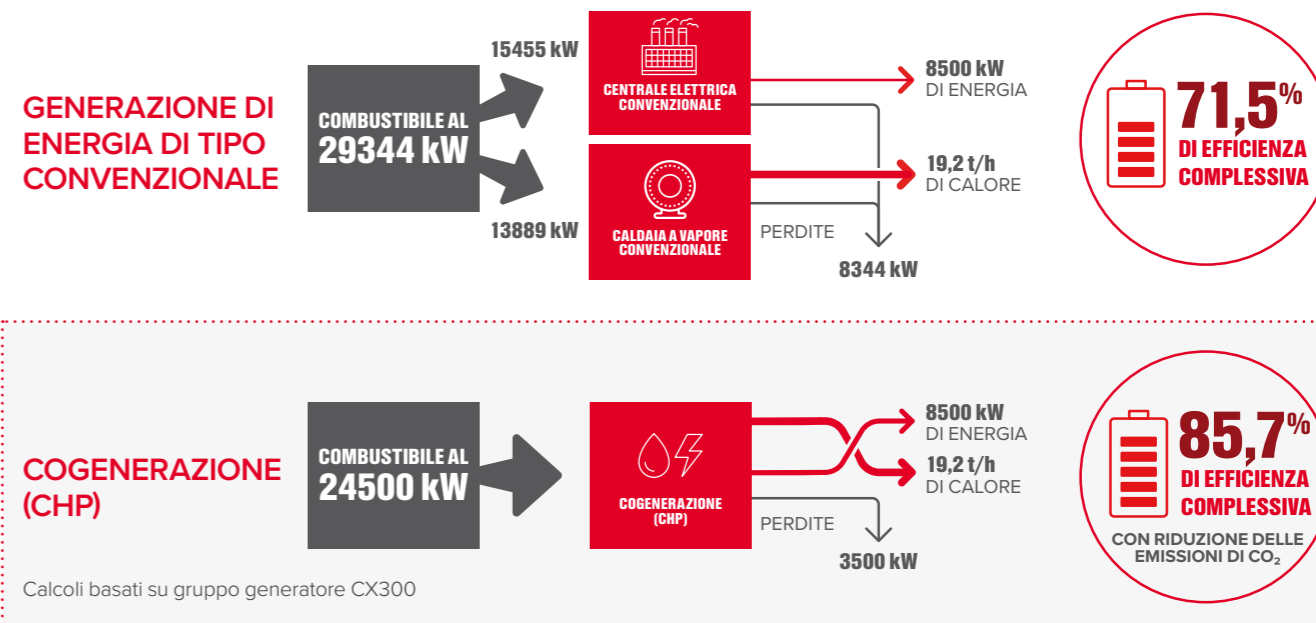 GENERAZIONE DI
ENERGIA DI TIPO
CONVENZIONALE
COMBUSTIBILE AL
29344 kW
15455 kW
13889 kW
CENTRALE ELETTRICA
CONVENZIONALE
CALDAIA A VAPORE
CONVENZIONALE
8500 kW
DI ENERGIA
19,2 t/h
DI CALORE
PERDITE
8344 kW
71,5%
DI EFFICIENZA
COMPLESSIVA
COGENERAZIONE
(CHP)
COMBUSTIBILE AL
24500 kW
COGENERAZIONE
(CHP)
8500 kW
DI ENERGIA
19,2 t/h
DI CALORE
PERDITE
3500 kW
85,7%
DI EFFICIENZA
COMPLESSIVA
CON RIDUZIONE DELLE
EMISSIONI DI CO₂
Calcoli basati su gruppo generatore CX300